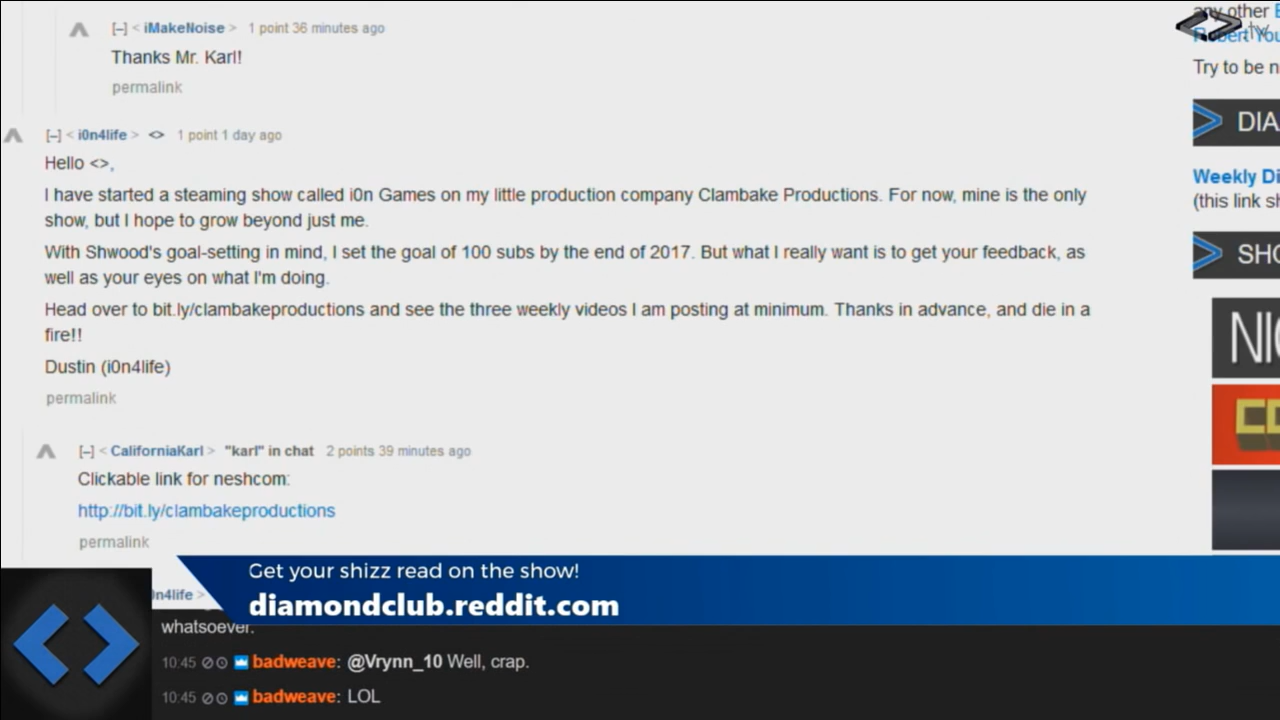 [–] < iMakeNoise > 1 point 36 minutes ago
Thanks Mr. Karl!
permalink
[–] < i0n4life > <> 1 point 1 day ago
Hello <>,
I have started a steaming show called i0n Games on my little production company Clambake Productions. For now, mine is the only
show, but I hope to grow beyond just me.
With Shwood's goal-setting in mind, I set the goal of 100 subs by the end of 2017. But what I really want is to get your feedback, as
well as your eyes on what I'm doing.
Head over to bit.ly/clambakeproductions and see the three weekly videos I am posting at minimum. Thanks in advance, and die in a
fire!!
Dustin (i0n4life)
permalink
[–] < CaliforniaKarl > "karl" in chat 2 points 39 minutes ago
Clickable link for neshcom:
http://bit.ly/clambakeproductions
permalink
any other
Robert You
.tv
Try to be n
DIA
Weekly Di
(this link sh
SHO
NI
Get your shizz read on the show!
diamondclub.reddit.com
n4life >
whatsoever.
10:45 badweave: @Vrynn_10 Well, crap.
10:45 badweave: LOL